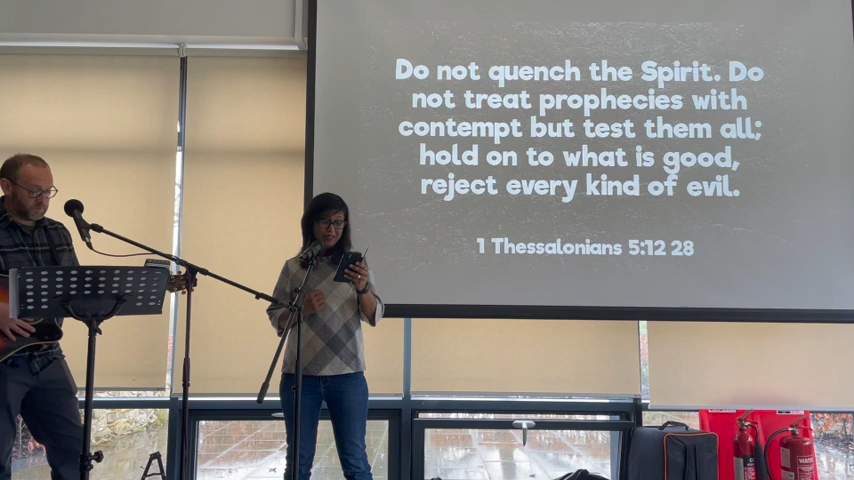 Do not quench the Spirit. Do
not treat prophecies with
contempt but test them all;
hold on to what is good,
reject every kind of evil.
1 Thessalonians 5:12 28
WATER